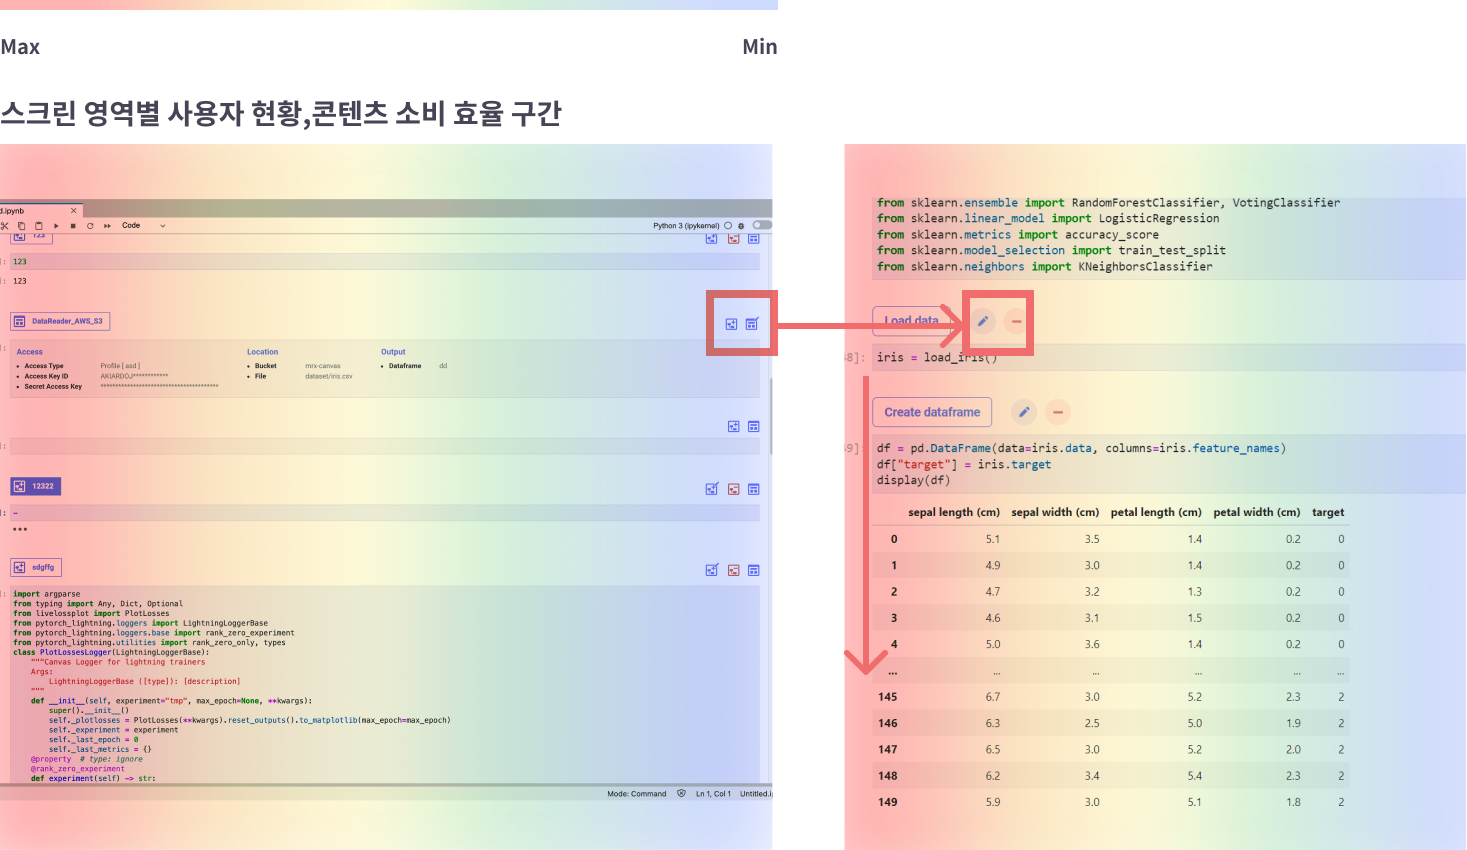 Max
Min
스크린 영역별 사용자 현황,콘텐츠 소비 효율 구간
d.ipynb
Code
Python 3 (ipykernel)
123
123
123
DataReader_AWS_S3
Access
Location
Output
Access Type
Profile [ asd ]
Bucket
mrx-canvas
Dataframe
dd
Access Key ID
AKIARDOJ************
File
dataset/iris.csv
Secret Access Key
****************************************
12322
-
•••
sdgffg
import argparse
from typing import Any, Dict, Optional
from livelossplot import PlotLosses
from pytorch_lightning.loggers import LightningLoggerBase
from pytorch_lightning.loggers.base import rank_zero_experiment
from pytorch_lightning.utilities import rank_zero_only, types
class PlotLossesLogger(LightningLoggerBase):
"""Canvas Logger for lightning trainers
Args:
LightningLoggerBase ([type]): [description]
"""
def __init__(self, experiment="tmp", max_epoch=None, **kwargs):
super().__init__()
self._plotlosses = PlotLosses(**kwargs).reset_outputs().to_matplotlib(max_epoch=max_epoch)
self._experiment = experiment
self._last_epoch = 0
self._last_metrics = {}
@property # type: ignore
@rank_zero_experiment
def experiment(self) -> str:
Mode: Command
Ln 1, Col 1
Untitled.i
from sklearn.ensemble import RandomForestClassifier, VotingClassifier
from sklearn.linear_model import LogisticRegression
from sklearn.metrics import accuracy_score
from sklearn.model_selection import train_test_split
from sklearn.neighbors import KNeighborsClassifier
Load data
8]: iris = load_iris()
Create dataframe
9]: df = pd.DataFrame(data=iris.data, columns=iris.feature_names)
df["target"] = iris.target
display(df)
sepal length (cm) sepal width (cm) petal length (cm) petal width (cm) target
0 5.1 3.5 1.4 0.2 0
1 4.9 3.0 1.4 0.2 0
2 4.7 3.2 1.3 0.2 0
3 4.6 3.1 1.5 0.2 0
4 5.0 3.6 1.4 0.2 0
... ... ... ... ... ...
145 6.7 3.0 5.2 2.3 2
146 6.3 2.5 5.0 1.9 2
147 6.5 3.0 5.2 2.0 2
148 6.2 3.4 5.4 2.3 2
149 5.9 3.0 5.1 1.8 2